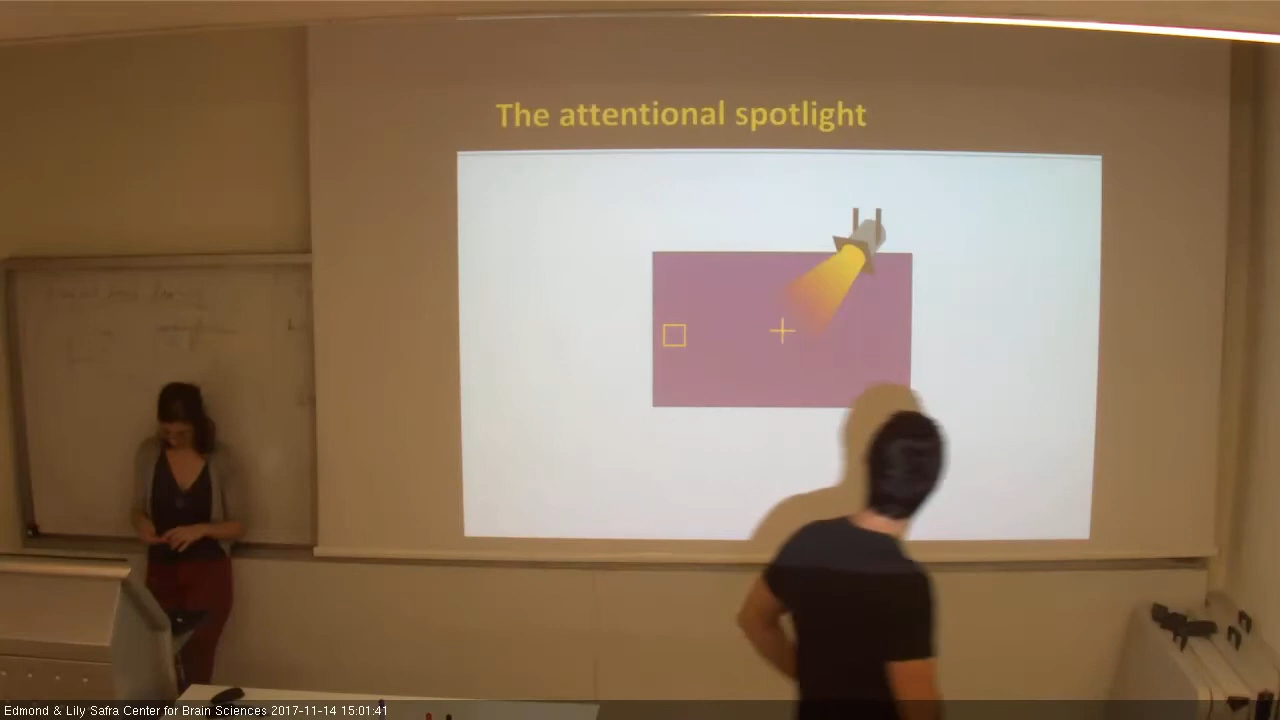 The attentional spotlight
Edmond & Lily Safra Center for Brain Sciences 2017-11-14 15:01:41